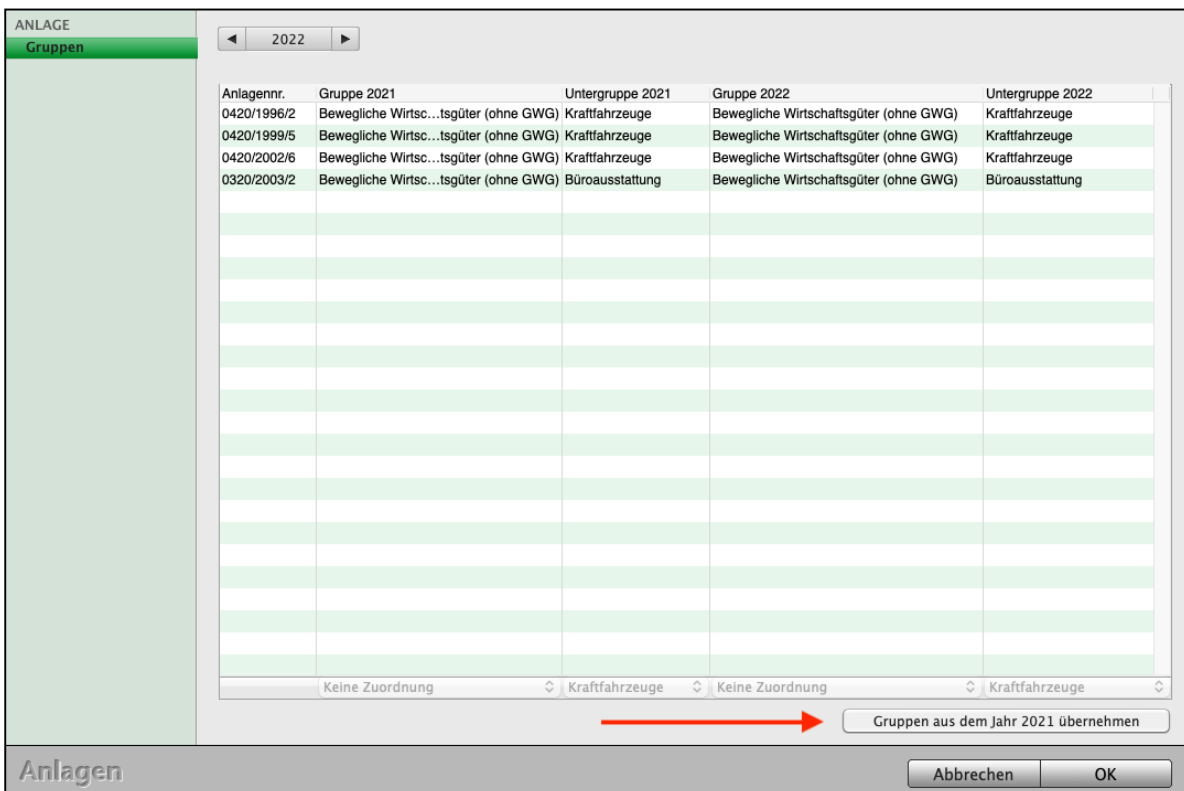 ANLAGE
Gruppen
2022
Anlagennr. Gruppe 2021 Untergruppe 2021 Gruppe 2022 Untergruppe 2022
0420/1996/2 Bewegliche Wirtsc...tsgüter (ohne GWG) Kraftfahrzeuge Bewegliche Wirtschaftsgüter (ohne GWG) Kraftfahrzeuge
0420/1999/5 Bewegliche Wirtsc...tsgüter (ohne GWG) Kraftfahrzeuge Bewegliche Wirtschaftsgüter (ohne GWG) Kraftfahrzeuge
0420/2002/6 Bewegliche Wirtsc...tsgüter (ohne GWG) Kraftfahrzeuge Bewegliche Wirtschaftsgüter (ohne GWG) Kraftfahrzeuge
0320/2003/2 Bewegliche Wirtsc...tsgüter (ohne GWG) Büroausstattung Bewegliche Wirtschaftsgüter (ohne GWG) Büroausstattung
Keine Zuordnung Kraftfahrzeuge Keine Zuordnung Kraftfahrzeuge
Gruppen aus dem Jahr 2021 übernehmen
Anlagen Abbrechen OK